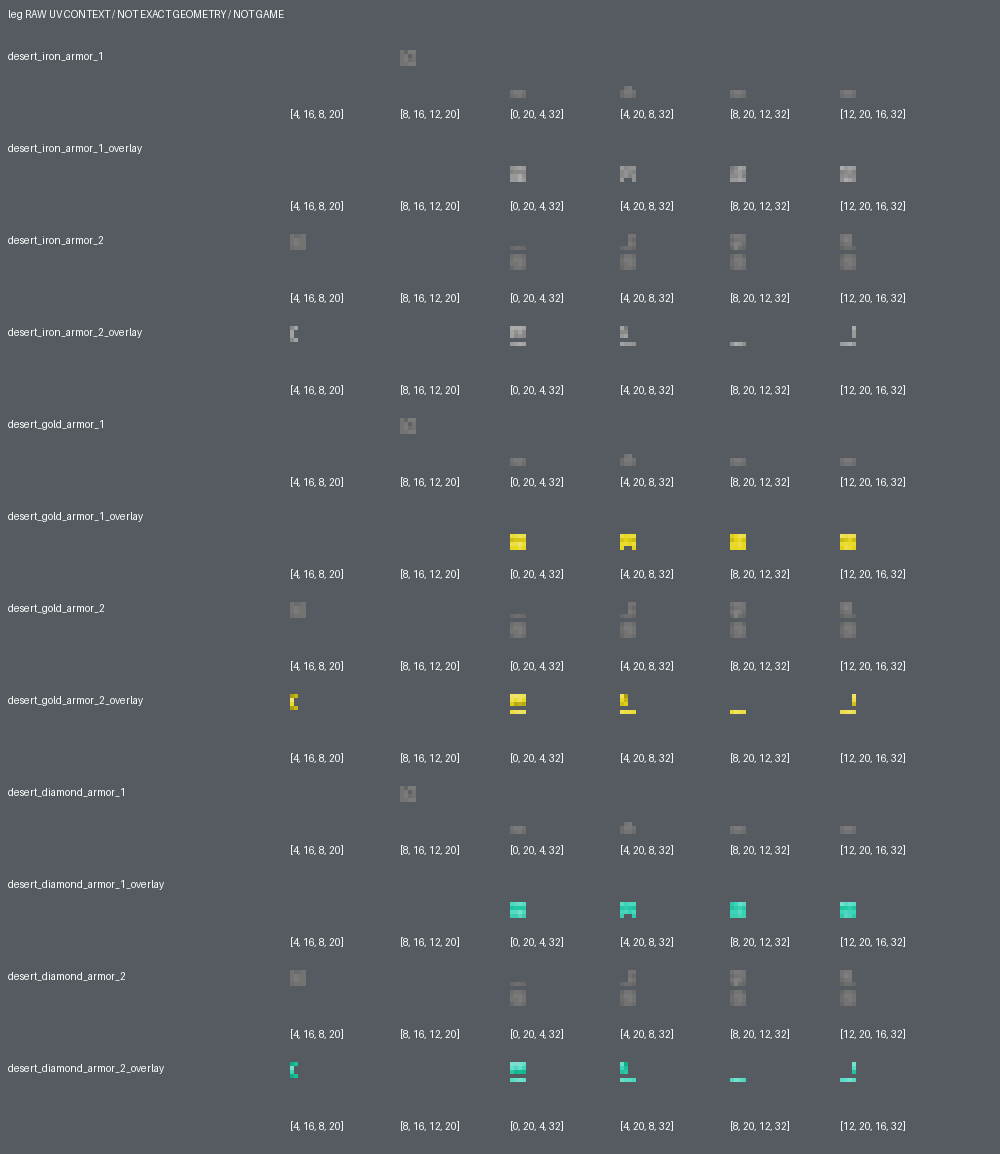 leg RAW UV CONTEXT / NOT EXACT GEOMETRY / NOT GAME
desert_iron_armor_1
[4, 16, 8, 20] [8, 16, 12, 20] [0, 20, 4, 32] [4, 20, 8, 32] [8, 20, 12, 32] [12, 20, 16, 32]
desert_iron_armor_1_overlay
[4, 16, 8, 20] [8, 16, 12, 20] [0, 20, 4, 32] [4, 20, 8, 32] [8, 20, 12, 32] [12, 20, 16, 32]
desert_iron_armor_2
[4, 16, 8, 20] [8, 16, 12, 20] [0, 20, 4, 32] [4, 20, 8, 32] [8, 20, 12, 32] [12, 20, 16, 32]
desert_iron_armor_2_overlay
[4, 16, 8, 20] [8, 16, 12, 20] [0, 20, 4, 32] [4, 20, 8, 32] [8, 20, 12, 32] [12, 20, 16, 32]
desert_gold_armor_1
[4, 16, 8, 20] [8, 16, 12, 20] [0, 20, 4, 32] [4, 20, 8, 32] [8, 20, 12, 32] [12, 20, 16, 32]
desert_gold_armor_1_overlay
[4, 16, 8, 20] [8, 16, 12, 20] [0, 20, 4, 32] [4, 20, 8, 32] [8, 20, 12, 32] [12, 20, 16, 32]
desert_gold_armor_2
[4, 16, 8, 20] [8, 16, 12, 20] [0, 20, 4, 32] [4, 20, 8, 32] [8, 20, 12, 32] [12, 20, 16, 32]
desert_gold_armor_2_overlay
[4, 16, 8, 20] [8, 16, 12, 20] [0, 20, 4, 32] [4, 20, 8, 32] [8, 20, 12, 32] [12, 20, 16, 32]
desert_diamond_armor_1
[4, 16, 8, 20] [8, 16, 12, 20] [0, 20, 4, 32] [4, 20, 8, 32] [8, 20, 12, 32] [12, 20, 16, 32]
desert_diamond_armor_1_overlay
[4, 16, 8, 20] [8, 16, 12, 20] [0, 20, 4, 32] [4, 20, 8, 32] [8, 20, 12, 32] [12, 20, 16, 32]
desert_diamond_armor_2
[4, 16, 8, 20] [8, 16, 12, 20] [0, 20, 4, 32] [4, 20, 8, 32] [8, 20, 12, 32] [12, 20, 16, 32]
desert_diamond_armor_2_overlay
[4, 16, 8, 20] [8, 16, 12, 20] [0, 20, 4, 32] [4, 20, 8, 32] [8, 20, 12, 32] [12, 20, 16, 32]